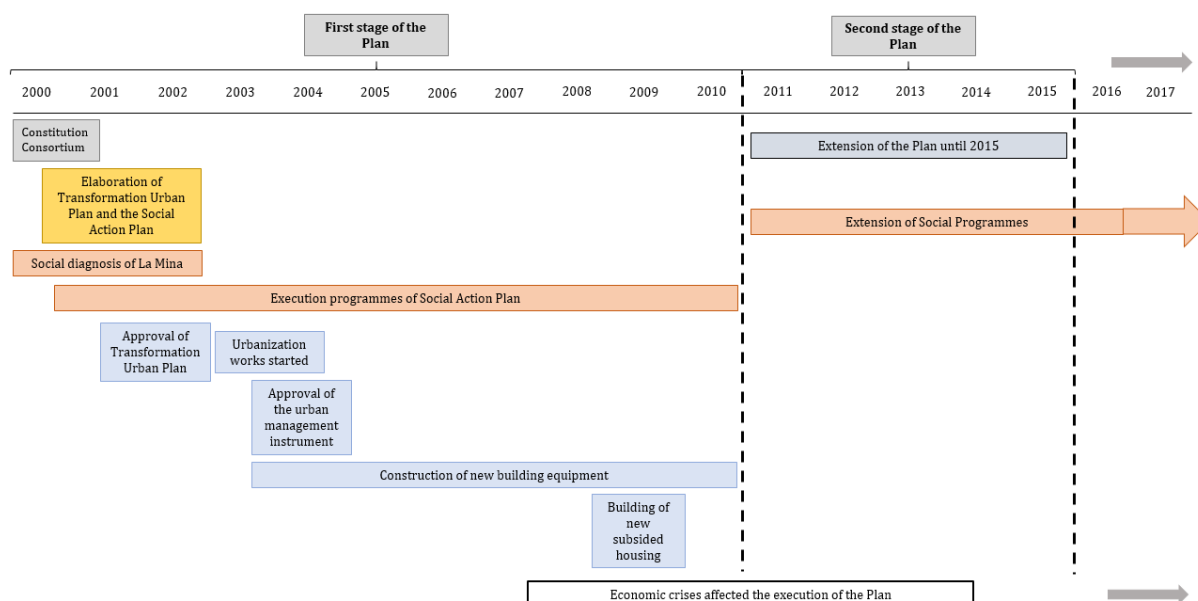 First stage of the
Plan
Second stage of the
Plan
2000 2001 2002 2003 2004 2005 2006 2007 2008 2009 2010 2011 2012 2013 2014 2015 2016 2017
Constitution
Consortium
Extension of the Plan until 2015
Elaboration of
Transformation Urban
Plan and the Social
Action Plan
Extension of Social Programmes
Social diagnosis of La Mina
Execution programmes of Social Action Plan
Approval of
Transformation
Urban Plan
Urbanization
works started
Approval of
the urban
management
instrument
Construction of new building equipment
Building of
new
subsided
housing
Economic crises affected the execution of the Plan